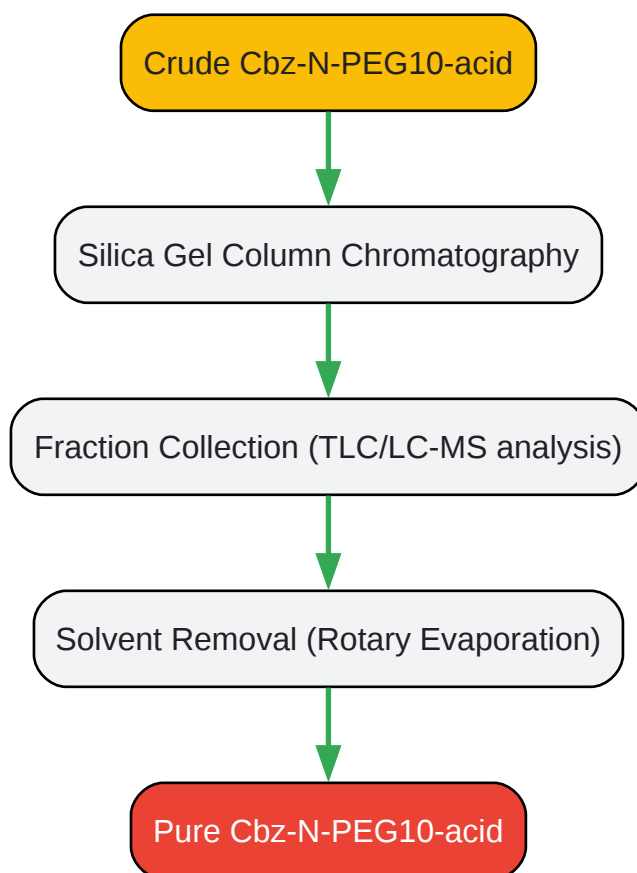 Crude Cbz-N-PEG10-acid
Silica Gel Column Chromatography
Fraction Collection (TLC/LC-MS analysis)
Solvent Removal (Rotary Evaporation)
Pure Cbz-N-PEG10-acid